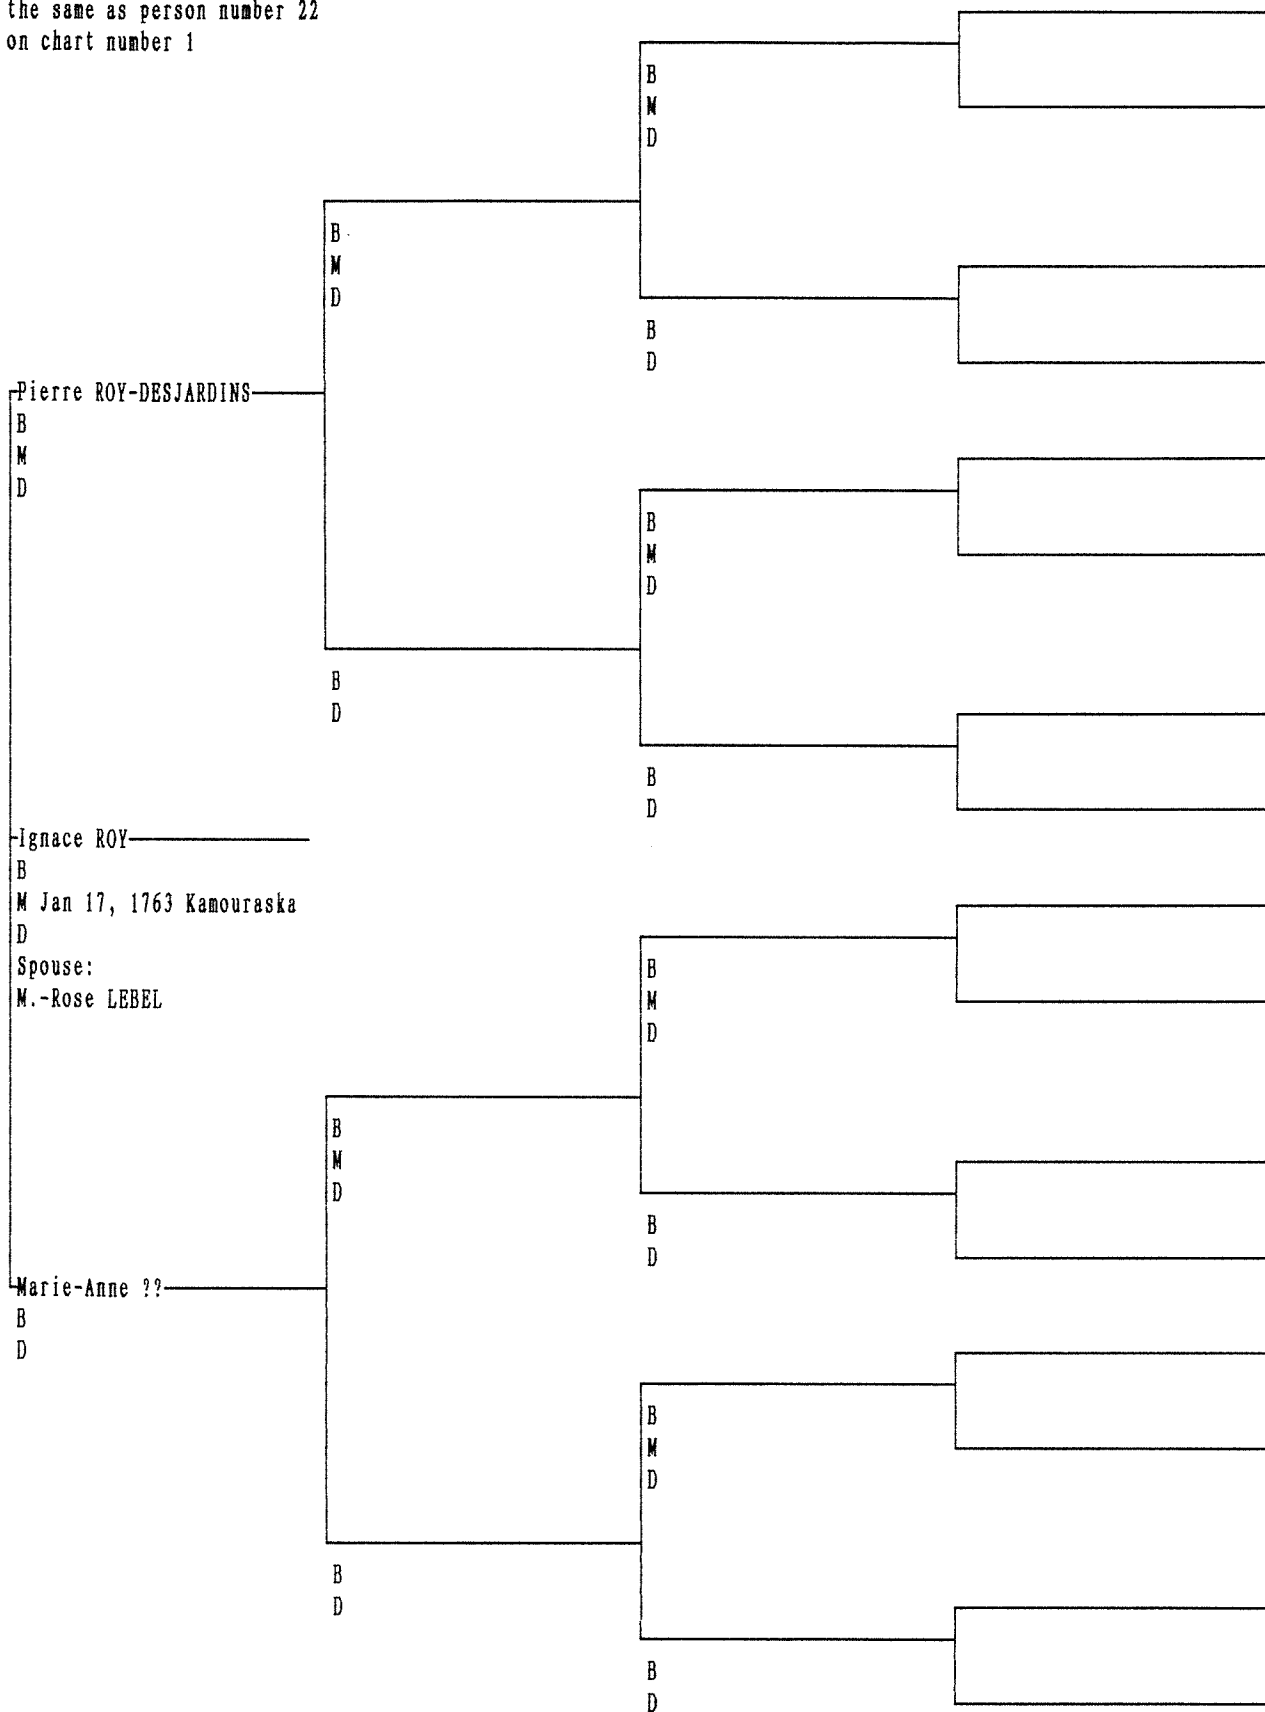 the same as person number 22
on chart number 1
B
M
D
B
M
D
B
D
Pierre ROY-DESJARDINS
B
M
D
B
M
D
B
D
B
D
Ignace ROY
B
M Jan 17, 1763 Kamouraska
D
Spouse:
M.-Rose LEBEL
B
M
D
B
M
D
B
D
Marie-Anne ??
B
D
B
M
D
B
D
B
D